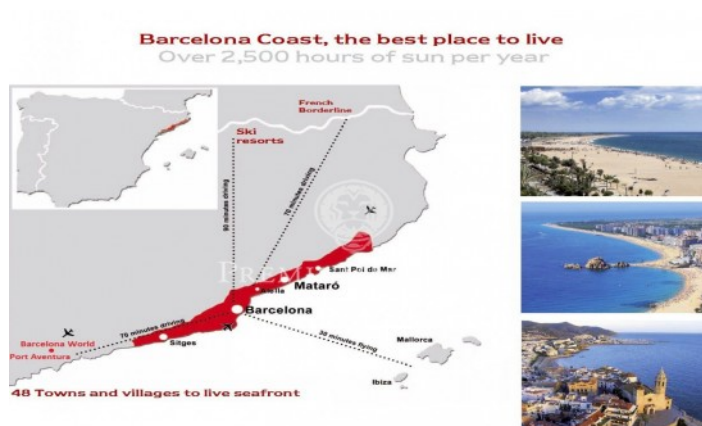 Barcelona Coast, the best place to live
Over 2,500 hours of sun per year
French
Borderline
Ski
resorts
90 minutes driving
70 minutes driving
Sant Pol de Mar
Mataró
Barcelona
70 minutes driving
Barcelona World
Port Aventura
Sitges
30 minutes flying
Mallorca
Ibiza
48 Towns and villages to live seafront